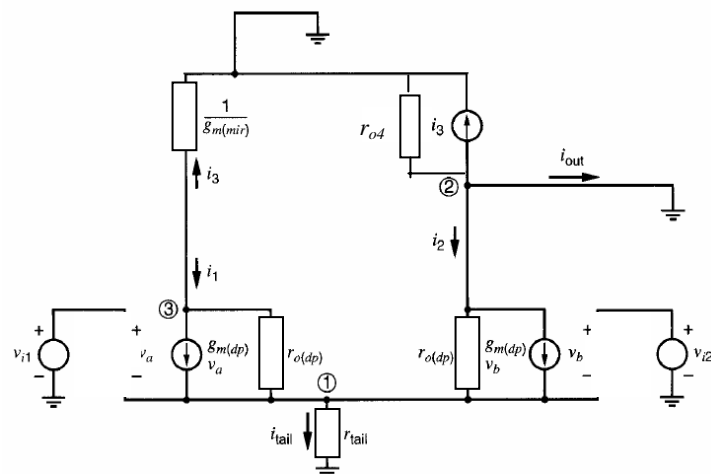 1
g_m(mir)
r_o4
i_3
i_3
i_out
②
i_2
i_1
③
+
v_i1
−
+
v_a
−
g_m(dp)
v_a
r_o(dp)
①
r_o(dp)
g_m(dp)
v_b
+
v_b
−
+
v_i2
−
i_tail
r_tail